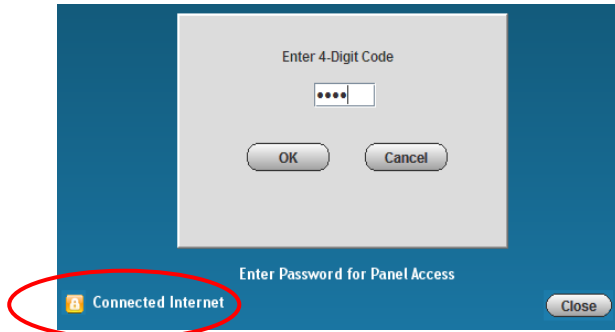 Enter 4-Digit Code
••••
OK Cancel
Enter Password for Panel Access
Connected Internet
Close